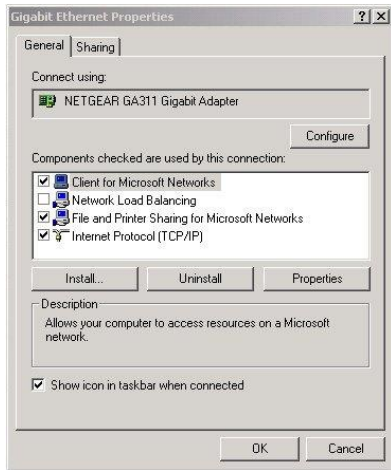 Gigabit Ethernet Properties
General
Sharing
Connect using:
NETGEAR GA311 Gigabit Adapter
Configure
Components checked are used by this connection:
Client for Microsoft Networks
Network Load Balancing
File and Printer Sharing for Microsoft Networks
Internet Protocol (TCP/IP)
Install...
Uninstall
Properties
Description
Allows your computer to access resources on a Microsoft
network.
Show icon in taskbar when connected
OK
Cancel